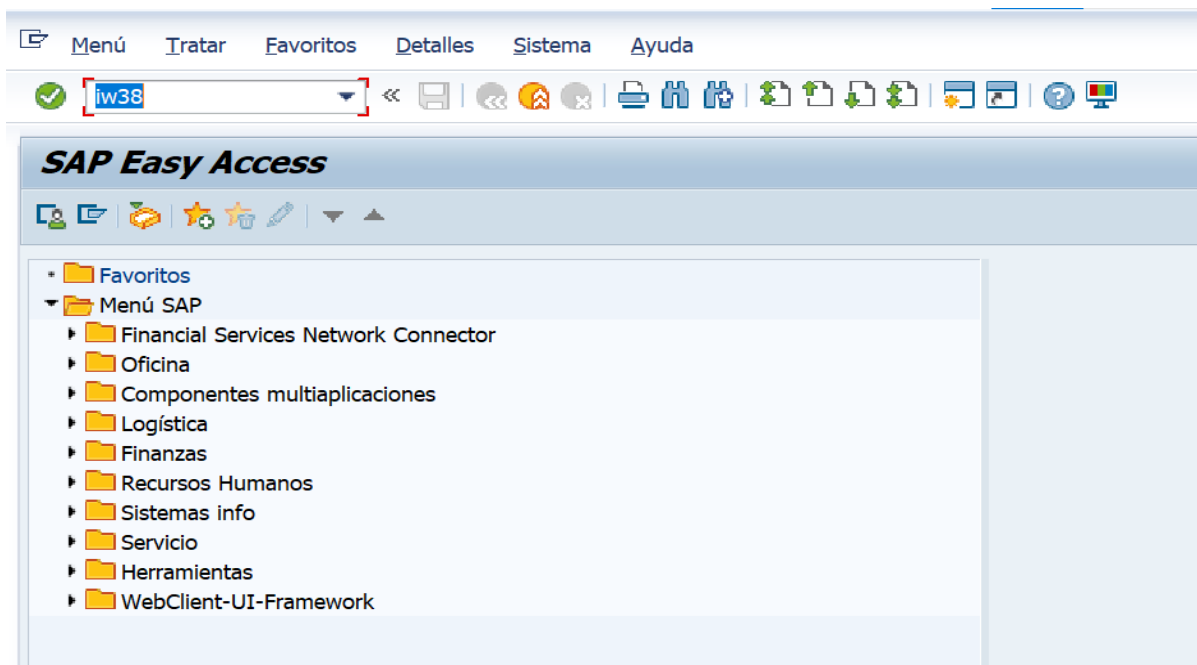 Menú Tratar Favoritos Detalles Sistema Ayuda
iw38
SAP Easy Access
Favoritos
Menú SAP
Financial Services Network Connector
Oficina
Componentes multiaplicaciones
Logística
Finanzas
Recursos Humanos
Sistemas info
Servicio
Herramientas
WebClient-UI-Framework